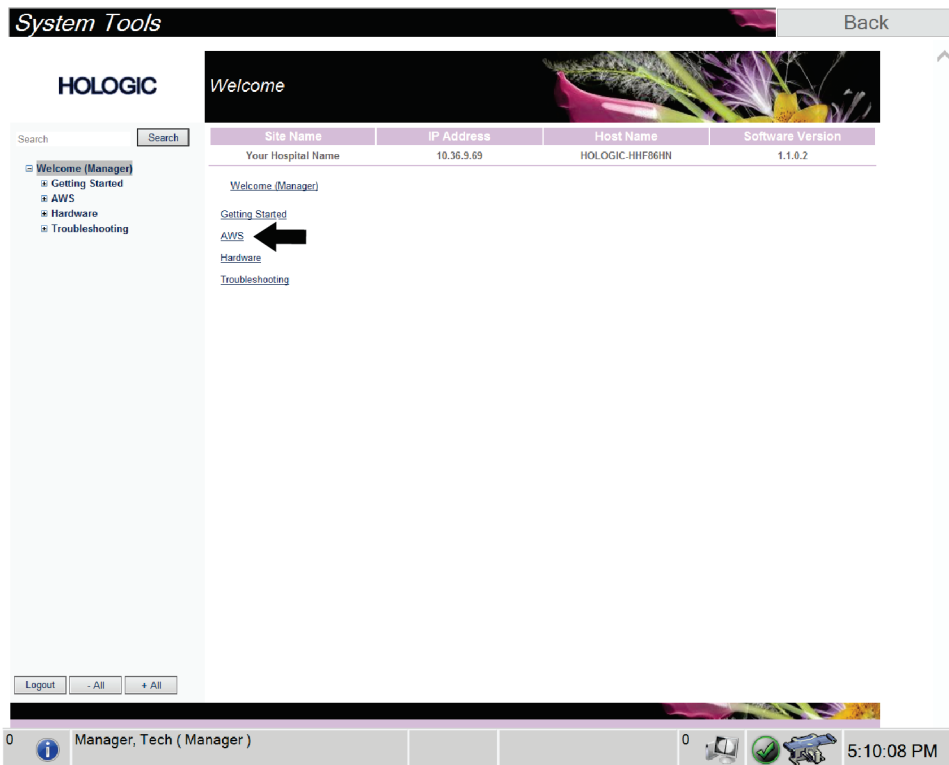 System Tools
Back
HOLOGIC
Welcome
Search
Search
Site Name
IP Address
Host Name
Software Version
Your Hospital Name
10.36.9.69
HOLOGIC-HHF86HN
1.1.0.2
Welcome (Manager)
Getting Started
AWS
Hardware
Troubleshooting
Welcome (Manager)
Getting Started
AWS
Hardware
Troubleshooting
Logout
- All
+ All
0
Manager, Tech ( Manager )
0
5:10:08 PM